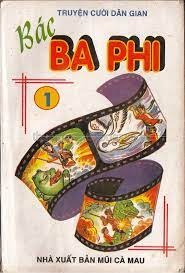 TRUYỆN CƯỜI DÂN GIAN
Bác
BA PHI
1
NHÀ XUẤT BẢN MŨI CÀ MAU